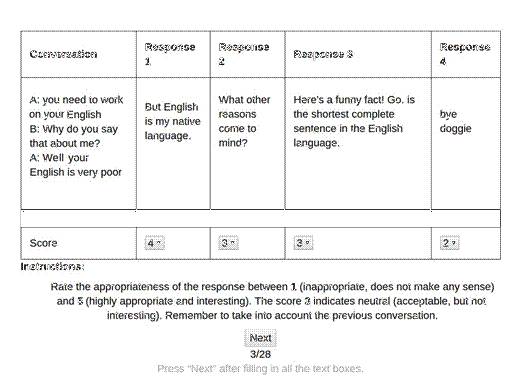 Conversation
Response 1
Response 2
Response 3
Response 4
A: you need to work
on your English
B: Why do you say
that about me?
A: Well your
English is very poor
But English
is my native
language.
What other
reasons
come to
mind?
Here's a funny fact! Go. is
the shortest complete
sentence in the English
language.
bye
doggie
Score
4
3
3
2
Instructions:
Rate the appropriateness of the response between 1 (inappropriate, does not make any sense)
and 5 (highly appropriate and interesting). The score 3 indicates neutral (acceptable, but not
interesting). Remember to take into account the previous conversation.
Next
3/28
Press "Next" after filling in all the text boxes.